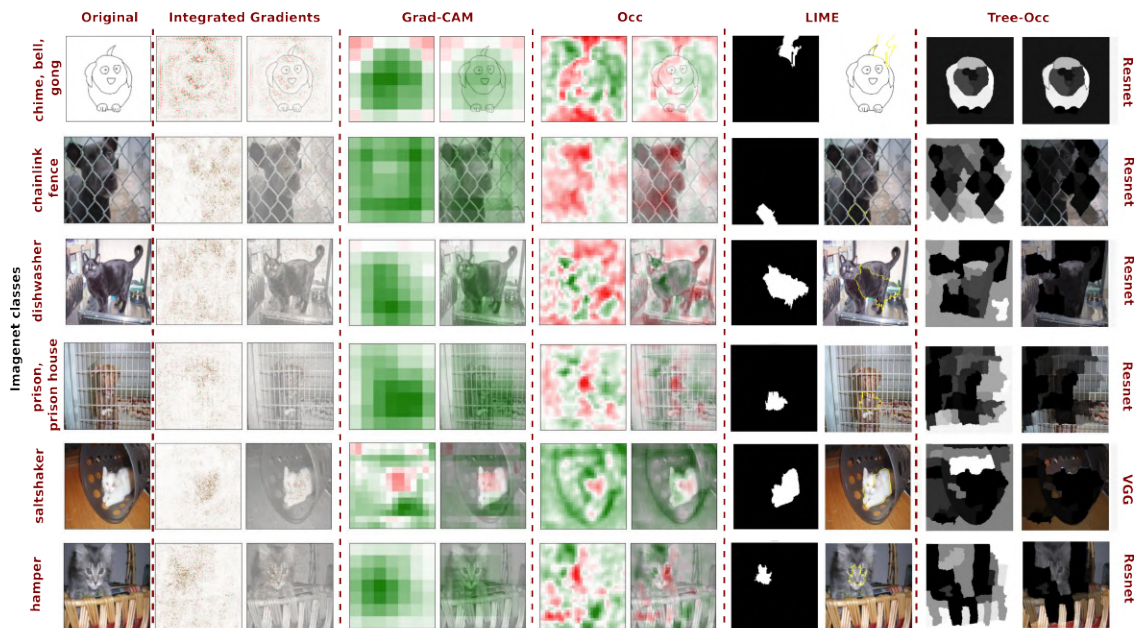 Original Integrated Gradients Grad-CAM Occ LIME Tree-Occ
Imagenet classes
chime, bell,
gong
Resnet
chainlink
fence
Resnet
dishwasher
Resnet
prison,
prison house
Resnet
saltshaker
VGG
hamper
Resnet